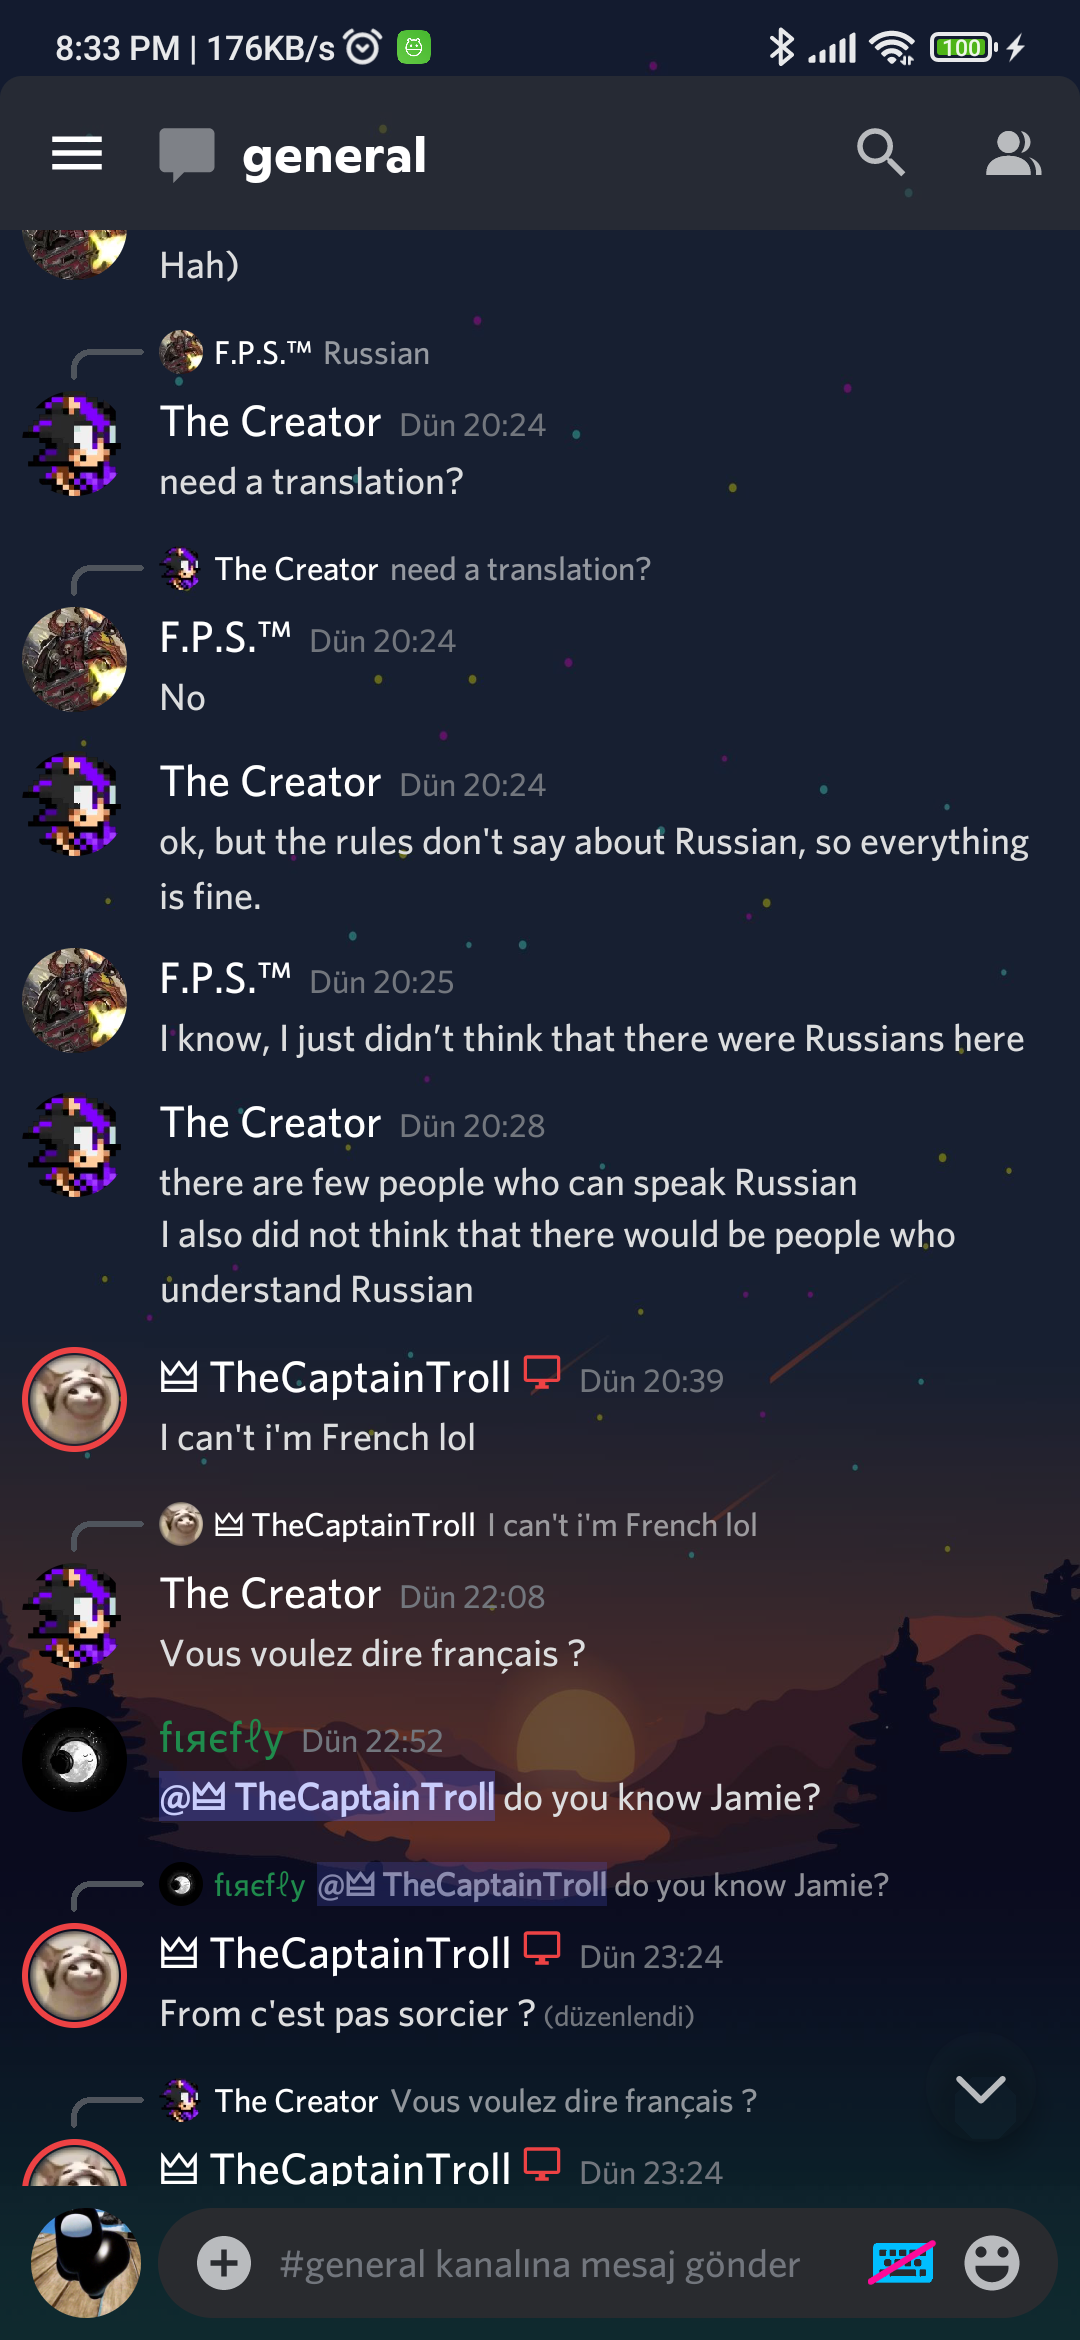 8:33 PM | 176KB/s
100
general
Hah)
F.P.S.™ Russian
The Creator Dün 20:24
need a translation?
The Creator need a translation?
F.P.S.™ Dün 20:24
No
The Creator Dün 20:24
ok, but the rules don't say about Russian, so everything
is fine.
F.P.S.™ Dün 20:25
I know, I just didn’t think that there were Russians here
The Creator Dün 20:28
there are few people who can speak Russian
I also did not think that there would be people who
understand Russian
TheCaptainTroll Dün 20:39
I can't i'm French lol
TheCaptainTroll I can't i'm French lol
The Creator Dün 22:08
Vous voulez dire français ?
fιяєfℓy Dün 22:52
@TheCaptainTroll do you know Jamie?
fιяєfℓy @TheCaptainTroll do you know Jamie?
TheCaptainTroll Dün 23:24
From c'est pas sorcier ? (düzenlendi)
The Creator Vous voulez dire français ?
TheCaptainTroll Dün 23:24
#general kanalına mesaj gönder